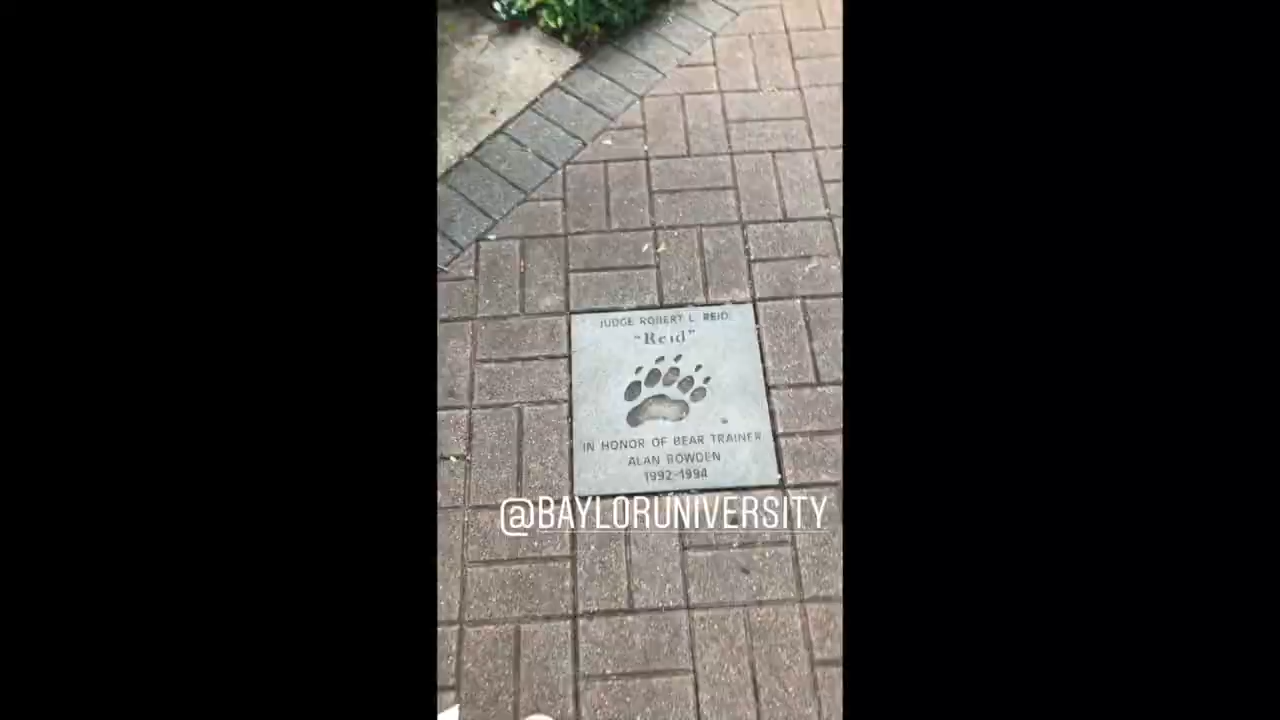 JUDGE ROBERT L. REID
"Reid"
IN HONOR OF BEAR TRAINER
ALAN BOWDEN
1992-1994
@BAYLORUNIVERSITY